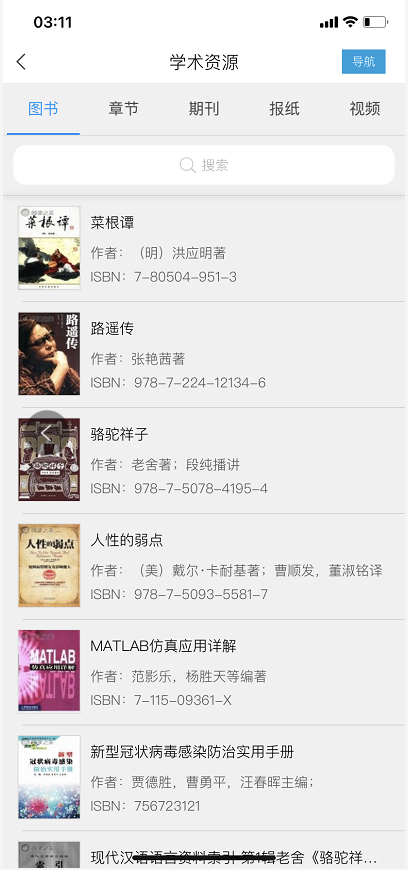 03:11
学术资源
导航
图书 章节 期刊 报纸 视频
搜索
菜根谭
菜根谭
作者：（明）洪应明著
ISBN：7-80504-951-3
路遥传
路遥传
作者：张艳茜著
ISBN：978-7-224-12134-6
骆驼祥子
骆驼祥子
作者：老舍著；段纯播讲
ISBN：978-7-5078-4195-4
人性的弱点
人性的弱点
作者：（美）戴尔·卡耐基著；曹顺发，董淑铭译
ISBN：978-7-5093-5581-7
MATLAB
仿真应用详解
MATLAB仿真应用详解
作者：范影乐，杨胜天等编著
ISBN：7-115-09361-X
新型
冠状病毒感染
防治实用手册
新型冠状病毒感染防治实用手册
作者：贾德胜，曹勇平，汪春晖主编；
ISBN：756723121
索引
现代汉语语言资料索引 第1辑老舍《骆驼祥...